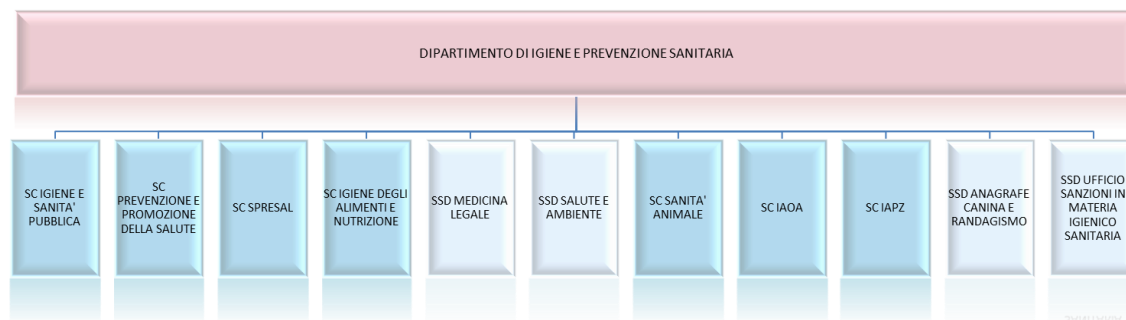 DIPARTIMENTO DI IGIENE E PREVENZIONE SANITARIA
SC IGIENE E
SANITA'
PUBBLICA
SC
PREVENZIONE E
PROMOZIONE
DELLA SALUTE
SC SPRESAL
SC IGIENE DEGLI
ALIMENTI E
NUTRIZIONE
SSD MEDICINA
LEGALE
SSD SALUTE E
AMBIENTE
SC SANITA'
ANIMALE
SC IAOA
SC IAPZ
SSD ANAGRAFE
CANINA E
RANDAGISMO
SSD UFFICIO
SANZIONI IN
MATERIA
IGIENICO
SANITARIA